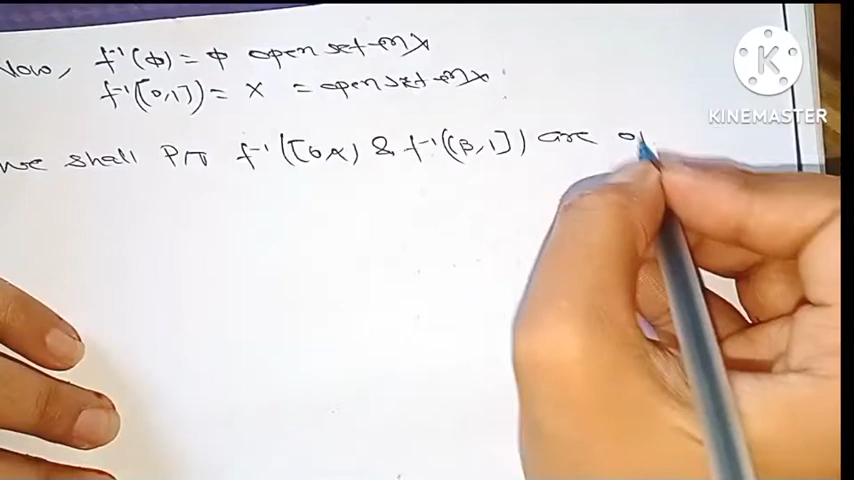 Now, f⁻¹(ϕ) = ϕ open set in X
f⁻¹([0,1]) = X = open set in X
we shall P/T f⁻¹([0,α) & f⁻¹((β,1]) are o
KINEMASTER